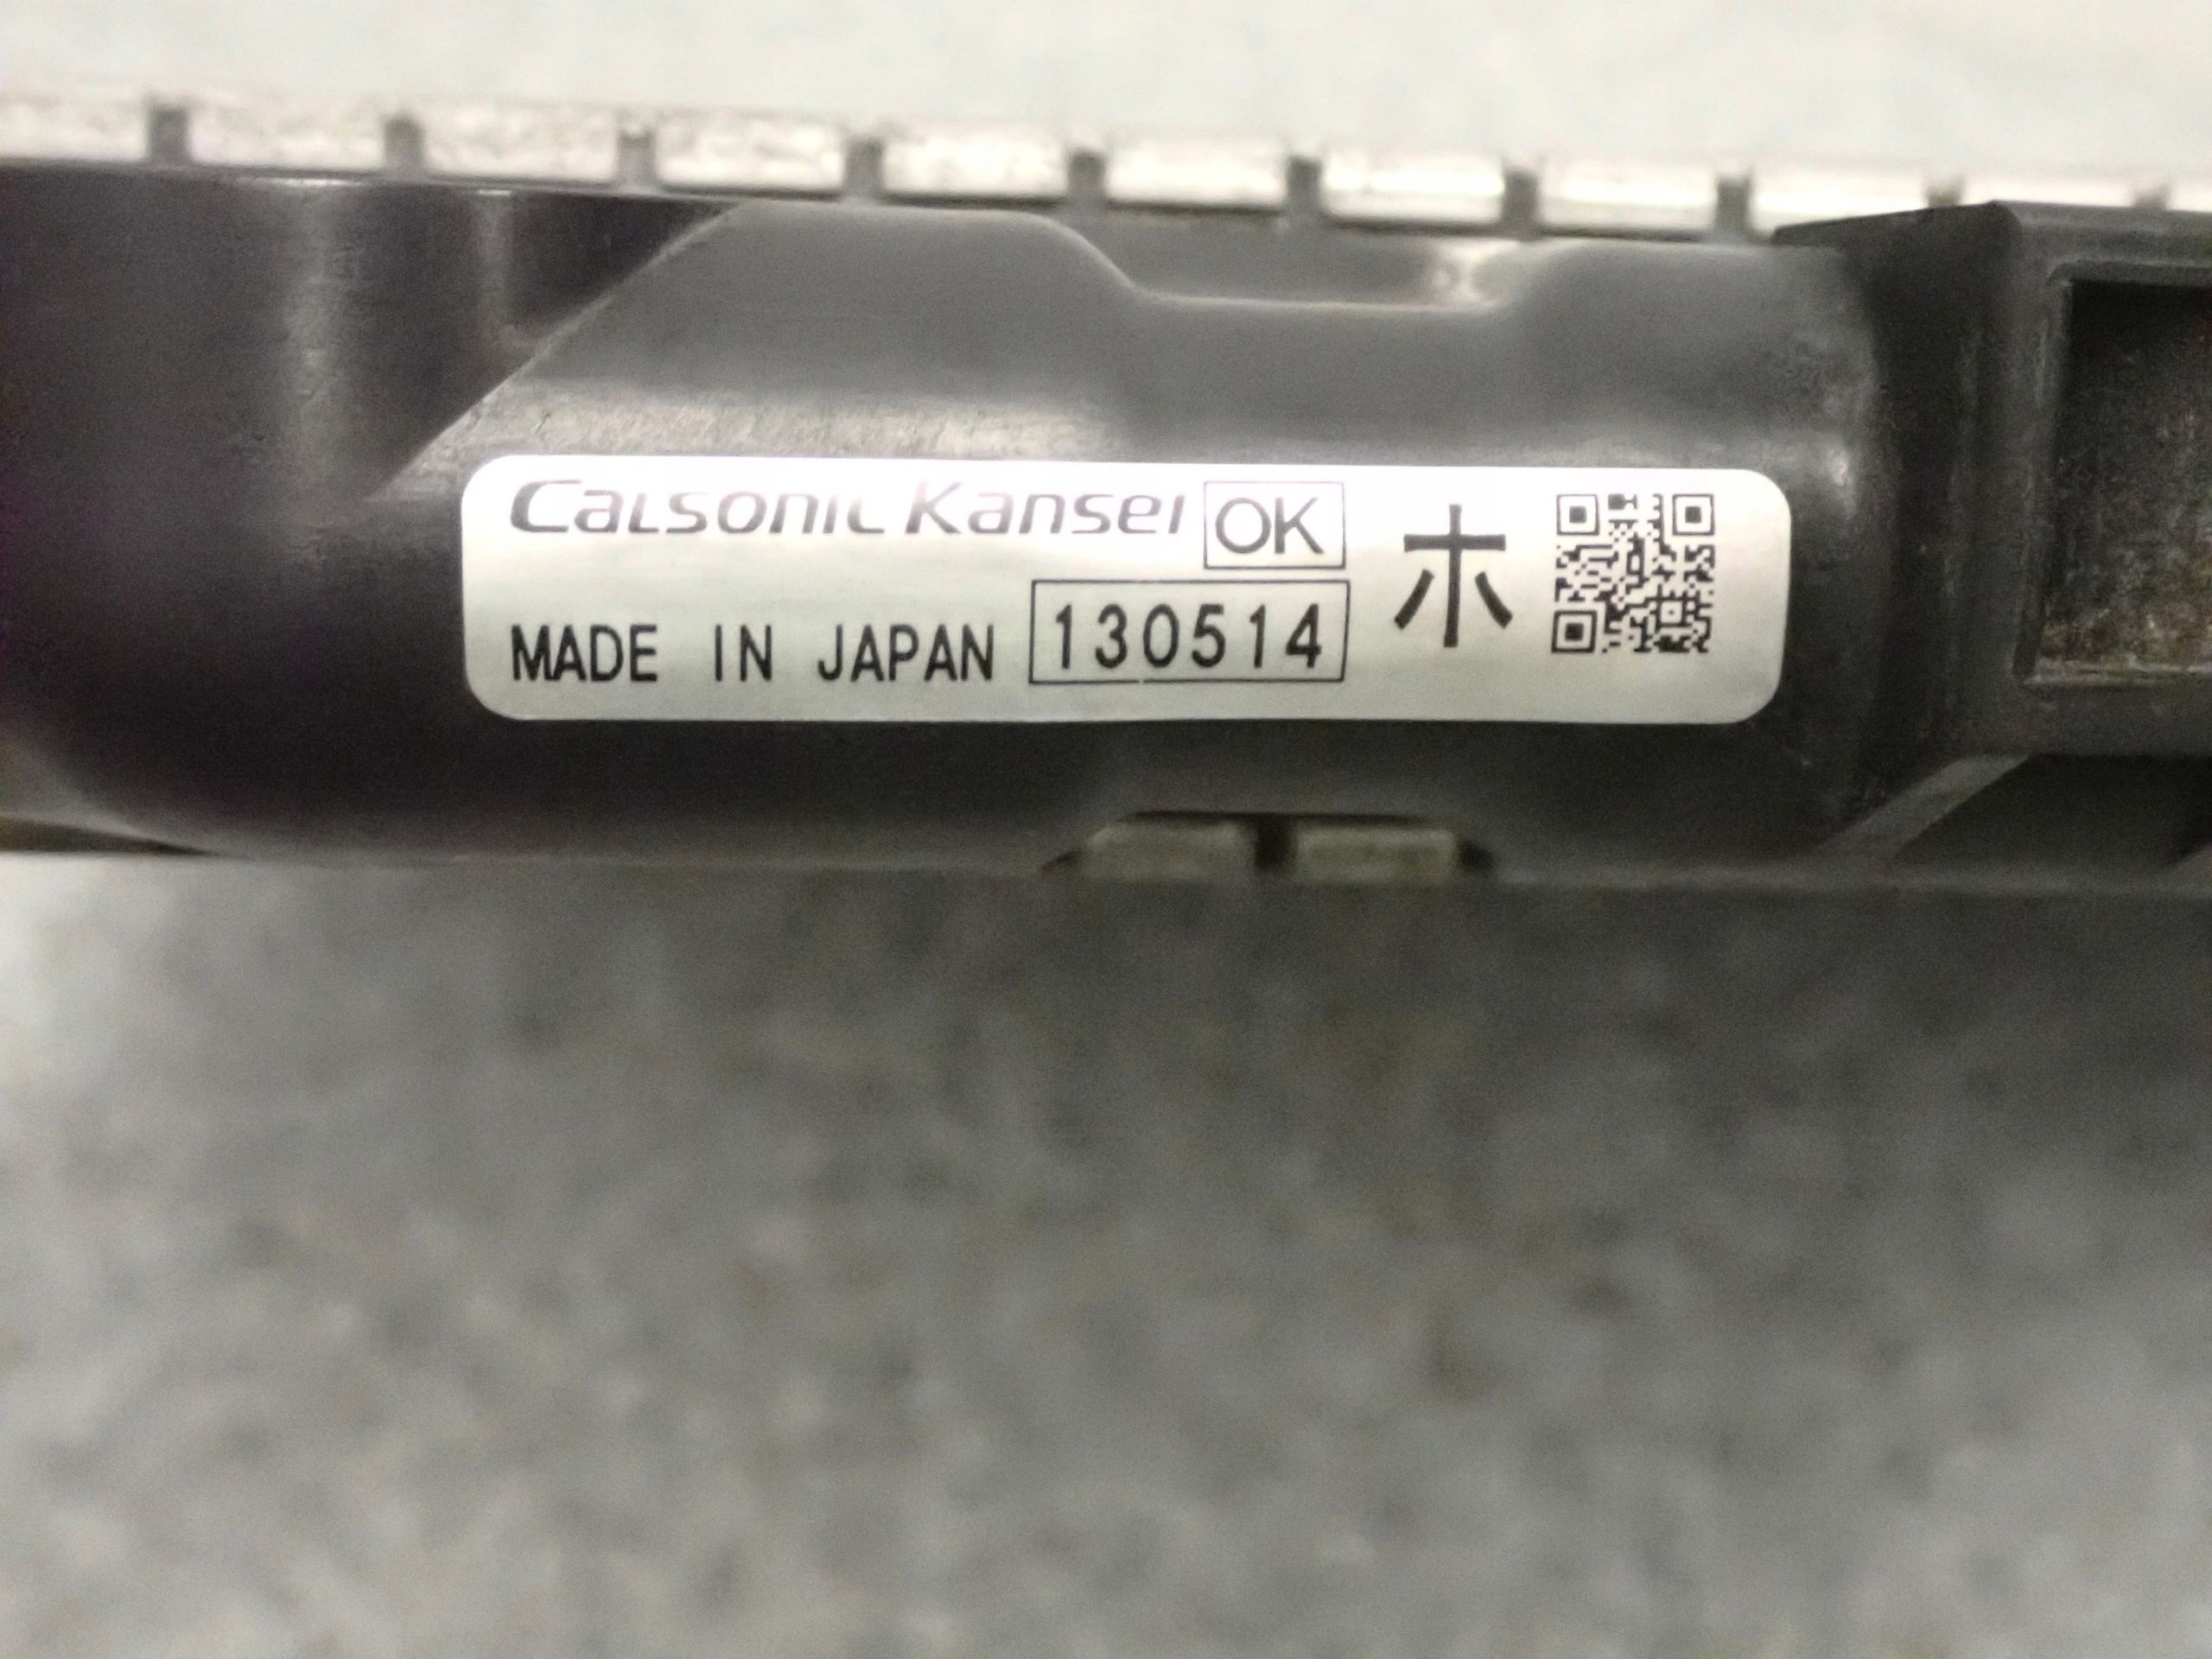 Calsonic Kansei OK
MADE IN JAPAN 130514
ホ